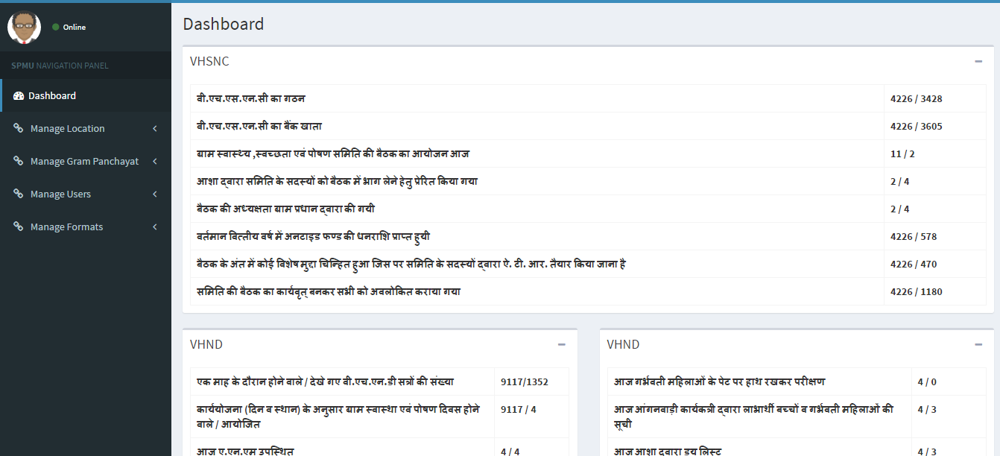 Online
SPMU NAVIGATION PANEL
Dashboard
Manage Location
Manage Gram Panchayat
Manage Users
Manage Formats
Dashboard
VHSNC
वी.एच.एस.एन.सी का गठन 4226 / 3428
वी.एच.एस.एन.सी का बैंक खाता 4226 / 3605
ग्राम स्वास्थ्य ,स्वच्छता एवं पोषण समिति की बैठक का आयोजन आज 11 / 2
आशा द्वारा समिति के सदस्यों को बैठक में भाग लेने हेतु प्रेरित किया गया 2 / 4
बैठक की अध्यक्षता ग्राम प्रधान द्वारा की गयी 2 / 4
वर्तमान वित्तीय वर्ष में अनटाइड फण्ड की धनराशि प्राप्त हुयी 4226 / 578
बैठक के अंत में कोई विशेष मुद्दा चिन्हित हुआ जिस पर समिति के सदस्यों द्वारा ऐ. टी. आर. तैयार किया जाना है 4226 / 470
समिति की बैठक का कार्यवृत् बनकर सभी को अवलोकित कराया गया 4226 / 1180
VHND
एक माह के दौरान होने वाले / देखे गए वी.एच.एन.डी सत्रों की संख्या 9117/1352
कार्ययोजना (दिन व स्थान) के अनुसार ग्राम स्वास्था एवं पोषण दिवस होने 9117 / 4
वाले / आयोजित
आज ए.एन.एम उपस्थित 4 / 4
VHND
आज गर्भवती महिलाओं के पेट पर हाथ रखकर परीक्षण 4 / 0
आज आंगनवाड़ी कार्यकत्री द्वारा लाभार्थी बच्चों व गर्भवती महिलाओं की 4 / 3
सूची
आज आशा द्वारा ड्यू लिस्ट 4 / 3